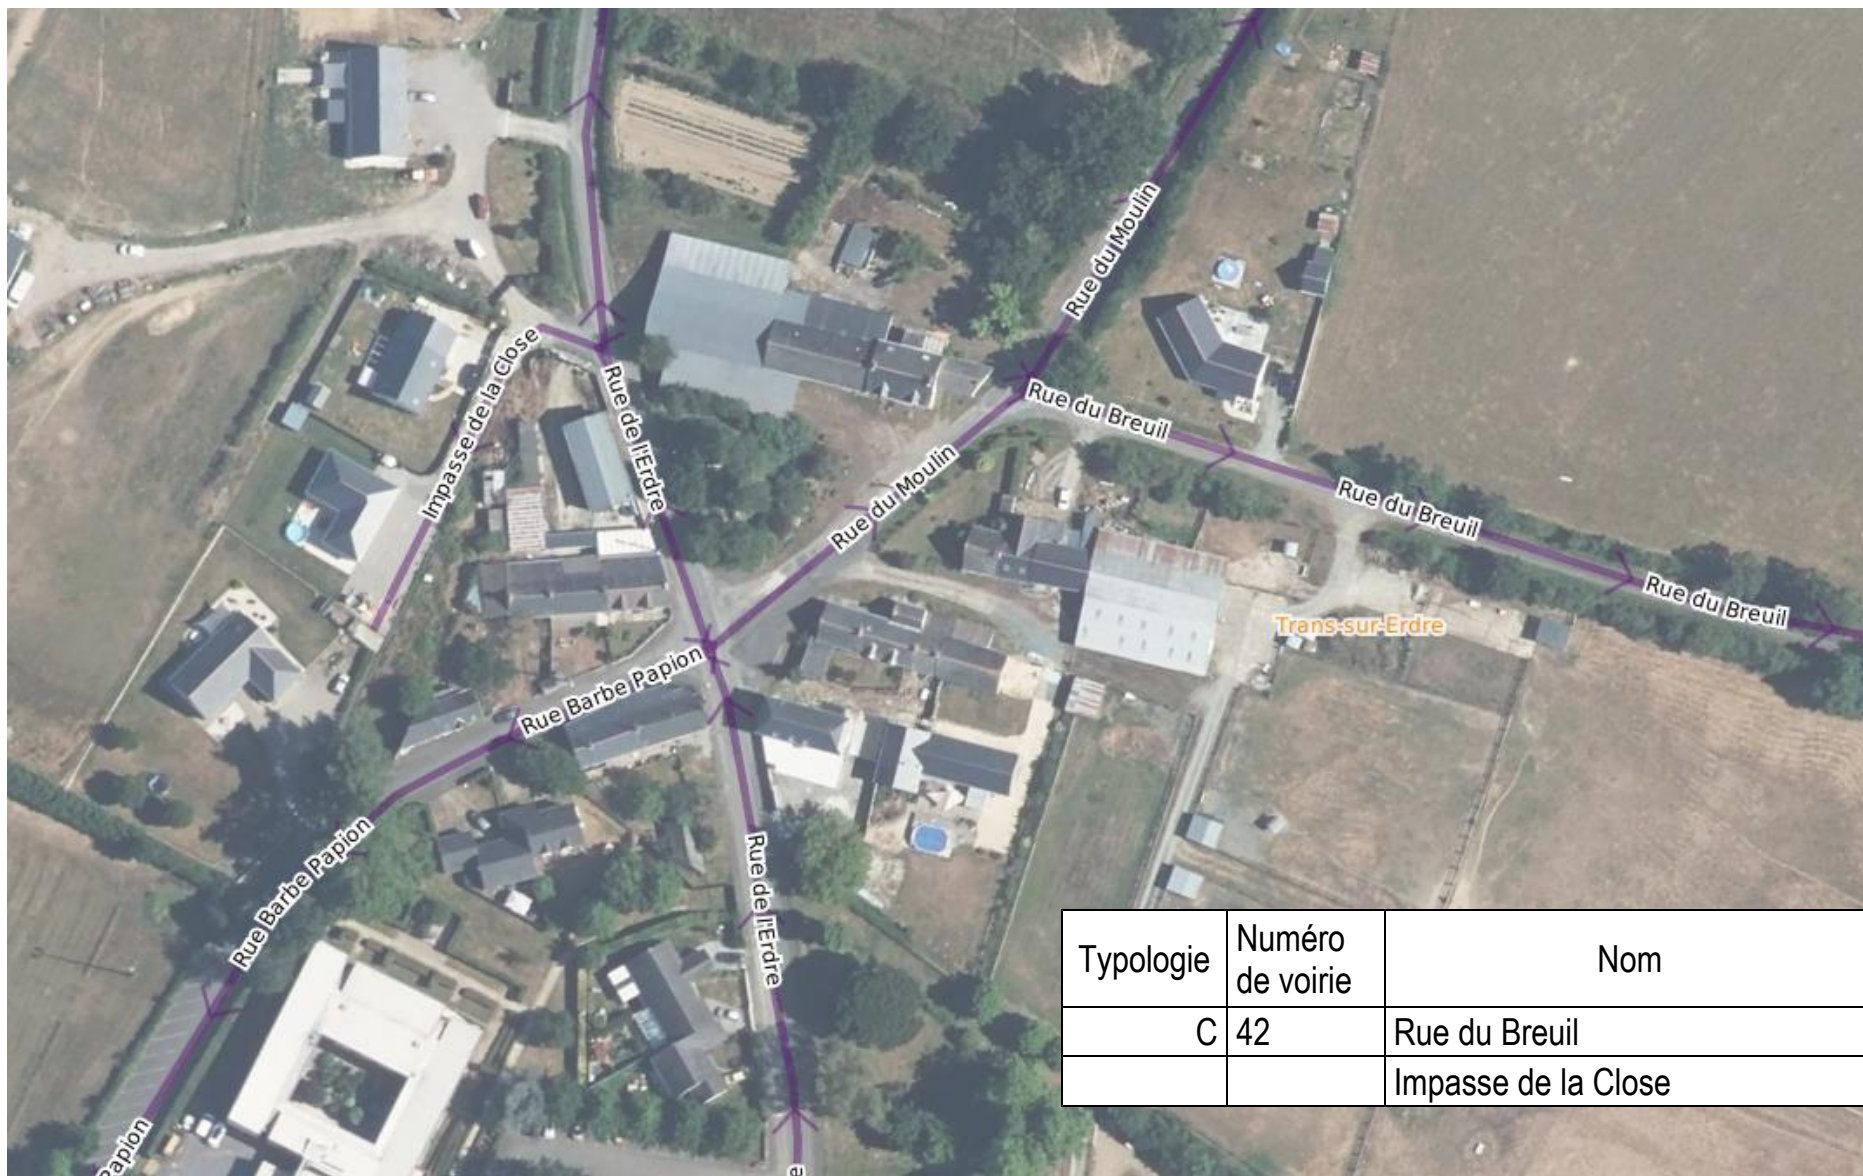 Rue du Moulin
Impasse de la Close
Rue de l'Erdre
Rue du Breuil
Rue du Moulin
Rue du Breuil
Rue du Breuil
Trans-sur-Erdre
Rue Barbe Papion
Rue Barbe Papion
Rue de l'Erdre
Papion
e
Typologie Numéro de voirie Nom
C 42 Rue du Breuil
Impasse de la Close